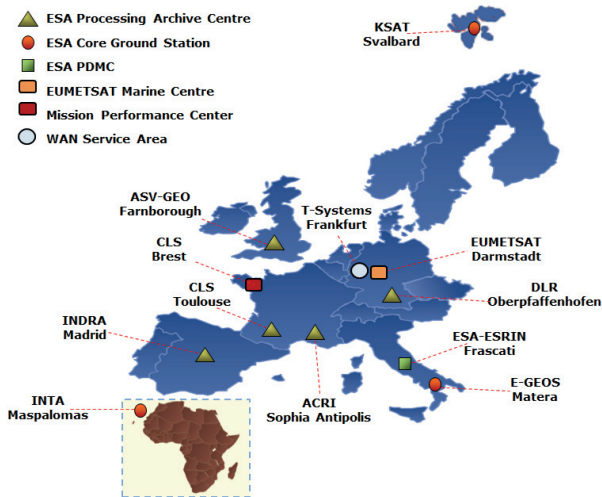 ESA Processing Archive Centre
ESA Core Ground Station
ESA PDMC
EUMETSAT Marine Centre
Mission Performance Center
WAN Service Area
KSAT
Svalbard
ASV-GEO
Farnborough
T-Systems
Frankfurt
CLS
Brest
EUMETSAT
Darmstadt
CLS
Toulouse
DLR
Oberpfaffenhofen
INDRA
Madrid
ESA-ESRIN
Frascati
E-GEOS
Matera
INTA
Maspalomas
ACRI
Sophia Antipolis